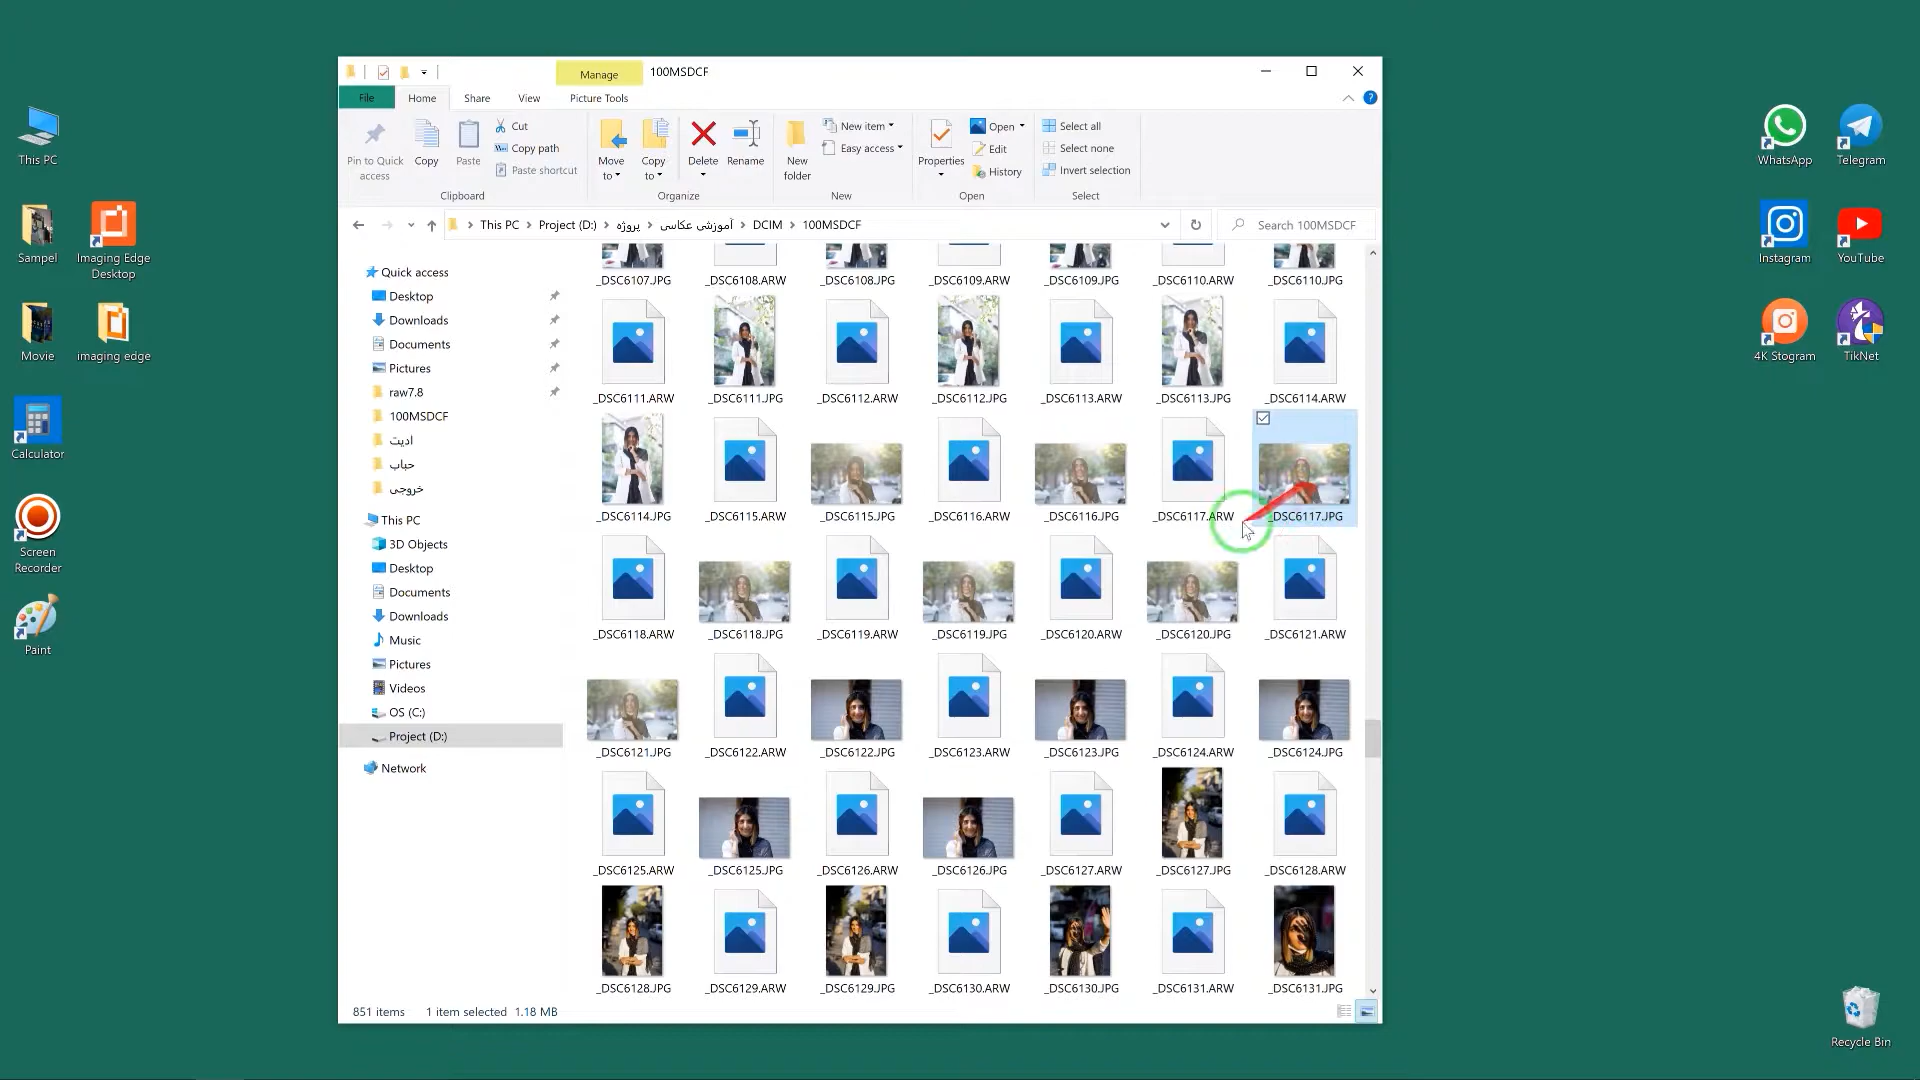 This PC
Sampel
Imaging Edge
Desktop
Movie
imaging edge
Calculator
Screen
Recorder
Paint
Manage
100MSDCF
File
Home
Share
View
Picture Tools
Pin to Quick
access
Copy
Paste
Cut
Copy path
Paste shortcut
Clipboard
Move
to
Copy
to
Delete
Rename
Organize
New
folder
New item
Easy access
New
Properties
Open
Edit
History
Open
Select all
Select none
Invert selection
Select
This PC
Project (D:)
پروژه
آموزشی عکاسی
DCIM
100MSDCF
Search 100MSDCF
Quick access
Desktop
Downloads
Documents
Pictures
raw7.8
100MSDCF
ادیت
حباب
خروجی
This PC
3D Objects
Desktop
Documents
Downloads
Music
Pictures
Videos
OS (C:)
Project (D:)
Network
_DSC6107.JPG _DSC6108.ARW _DSC6108.JPG _DSC6109.ARW _DSC6109.JPG _DSC6110.ARW _DSC6110.JPG
_DSC6111.ARW _DSC6111.JPG _DSC6112.ARW _DSC6112.JPG _DSC6113.ARW _DSC6113.JPG _DSC6114.ARW
_DSC6114.JPG _DSC6115.ARW _DSC6115.JPG _DSC6116.ARW _DSC6116.JPG _DSC6117.ARW _DSC6117.JPG
_DSC6118.ARW _DSC6118.JPG _DSC6119.ARW _DSC6119.JPG _DSC6120.ARW _DSC6120.JPG _DSC6121.ARW
_DSC6121.JPG _DSC6122.ARW _DSC6122.JPG _DSC6123.ARW _DSC6123.JPG _DSC6124.ARW _DSC6124.JPG
_DSC6125.ARW _DSC6125.JPG _DSC6126.ARW _DSC6126.JPG _DSC6127.ARW _DSC6127.JPG _DSC6128.ARW
_DSC6128.JPG _DSC6129.ARW _DSC6129.JPG _DSC6130.ARW _DSC6130.JPG _DSC6131.ARW _DSC6131.JPG
851 items 1 item selected 1.18 MB
WhatsApp
Telegram
Instagram
YouTube
4K Stogram
TikNet
Recycle Bin